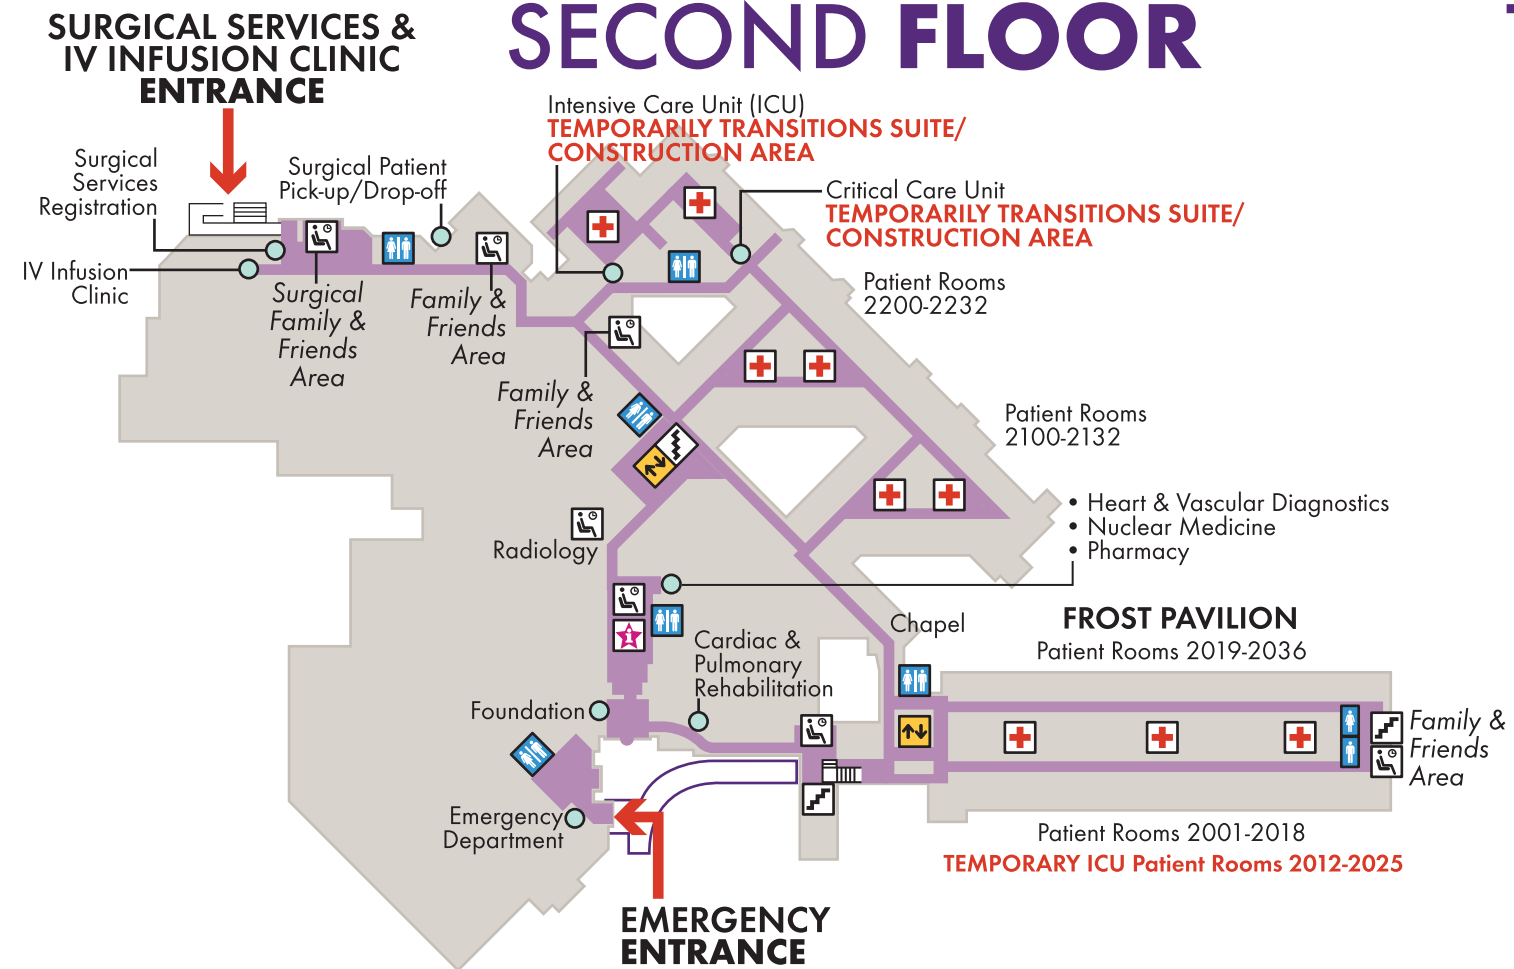 SECOND FLOOR
SURGICAL SERVICES &
IV INFUSION CLINIC
ENTRANCE
Surgical
Services
Registration
Surgical Patient
Pick-up/Drop-off
IV Infusion
Clinic
Surgical
Family &
Friends
Area
Family &
Friends
Area
Family &
Friends
Area
Intensive Care Unit (ICU)
TEMPORARILY TRANSITIONS SUITE/
CONSTRUCTION AREA
Critical Care Unit
TEMPORARILY TRANSITIONS SUITE/
CONSTRUCTION AREA
Patient Rooms
2200-2232
Patient Rooms
2100-2132
• Heart & Vascular Diagnostics
• Nuclear Medicine
• Pharmacy
Radiology
Chapel
FROST PAVILION
Patient Rooms 2019-2036
Cardiac &
Pulmonary
Rehabilitation
Foundation
Family &
Friends
Area
Emergency
Department
Patient Rooms 2001-2018
TEMPORARY ICU Patient Rooms 2012-2025
EMERGENCY
ENTRANCE